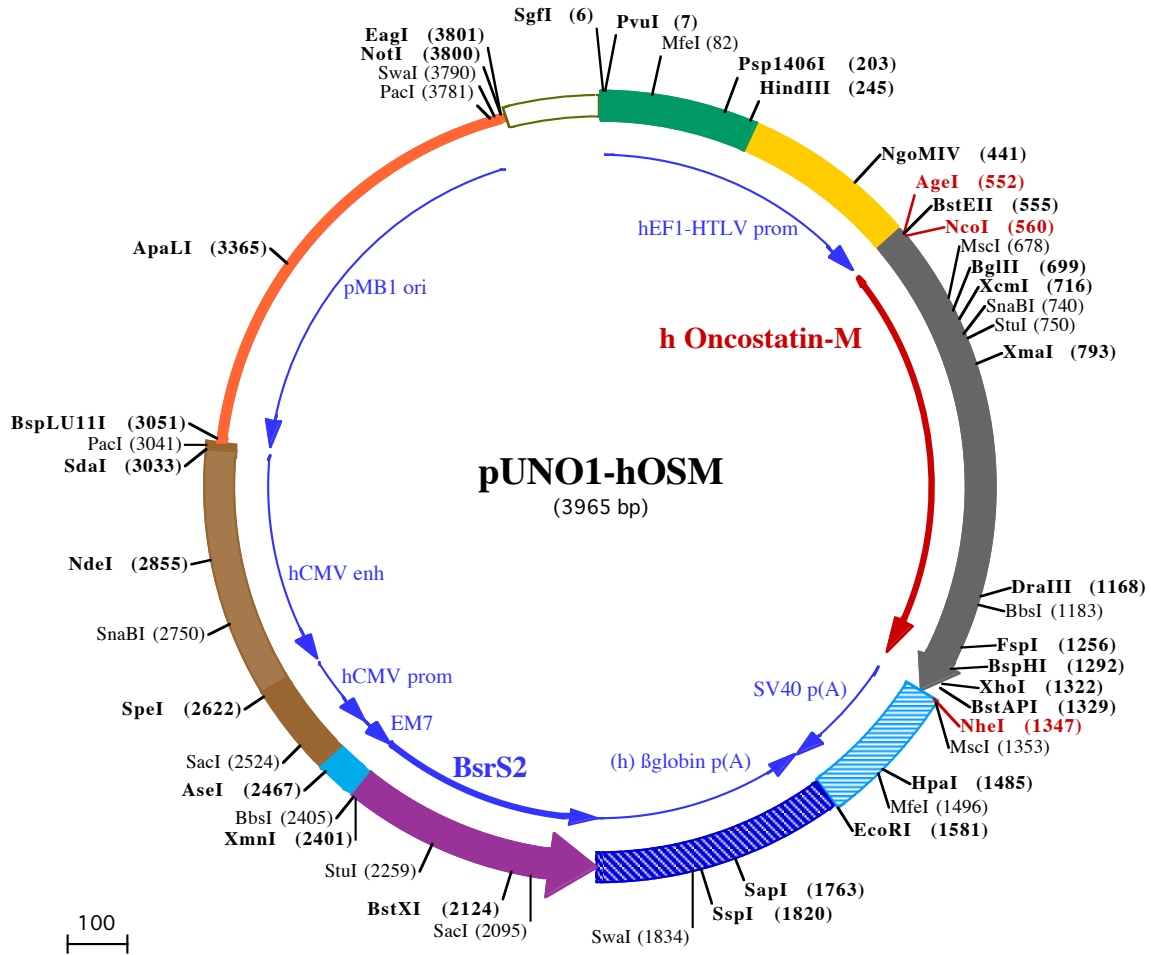 SgfI (6)
PvuI (7)
MfeI (82)
Psp1406I (203)
HindIII (245)
NgoMIV (441)
AgeI (552)
BstEII (555)
NcoI (560)
MscI (678)
BglII (699)
XcmI (716)
SnaBI (740)
StuI (750)
XmaI (793)
DraIII (1168)
BbsI (1183)
FspI (1256)
BspHI (1292)
XhoI (1322)
BstAPI (1329)
NheI (1347)
MscI (1353)
HpaI (1485)
MfeI (1496)
EcoRI (1581)
SapI (1763)
SspI (1820)
SwaI (1834)
SacI (2095)
BstXI (2124)
StuI (2259)
XmnI (2401)
BbsI (2405)
AseI (2467)
SacI (2524)
SpeI (2622)
SnaBI (2750)
NdeI (2855)
SdaI (3033)
PacI (3041)
BspLU11I (3051)
ApaLI (3365)
PacI (3781)
SwaI (3790)
NotI (3800)
EagI (3801)
hEF1-HTLV prom
h Oncostatin-M
SV40 p(A)
(h) ßglobin p(A)
BsrS2
EM7
hCMV prom
hCMV enh
pMB1 ori
pUNO1-hOSM
(3965 bp)
100